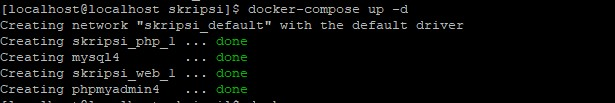 [localhost@localhost skripsi]$ docker-compose up -d
Creating network "skripsi_default" with the default driver
Creating skripsi_php_1 ... done
Creating mysql4        ... done
Creating skripsi_web_1 ... done
Creating phpmyadmin4   ... done